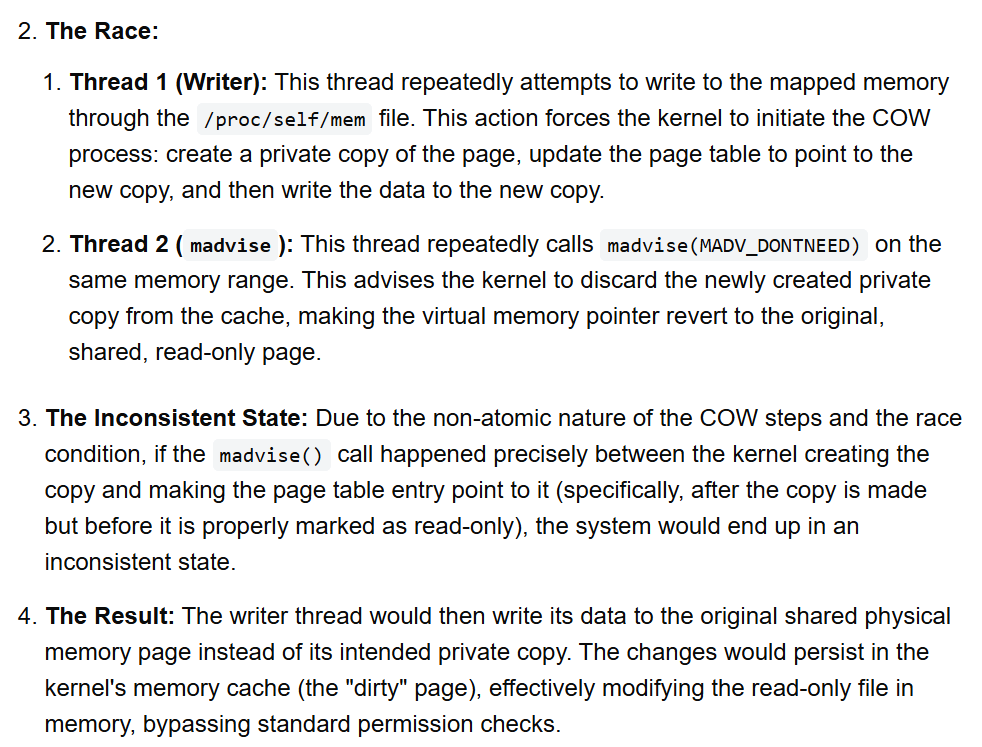 2. The Race:
1. Thread 1 (Writer): This thread repeatedly attempts to write to the mapped memory
through the /proc/self/mem file. This action forces the kernel to initiate the COW
process: create a private copy of the page, update the page table to point to the
new copy, and then write the data to the new copy.
2. Thread 2 ( madvise ): This thread repeatedly calls madvise(MADV_DONTNEED) on the
same memory range. This advises the kernel to discard the newly created private
copy from the cache, making the virtual memory pointer revert to the original,
shared, read-only page.
3. The Inconsistent State: Due to the non-atomic nature of the COW steps and the race
condition, if the madvise() call happened precisely between the kernel creating the
copy and making the page table entry point to it (specifically, after the copy is made
but before it is properly marked as read-only), the system would end up in an
inconsistent state.
4. The Result: The writer thread would then write its data to the original shared physical
memory page instead of its intended private copy. The changes would persist in the
kernel's memory cache (the "dirty" page), effectively modifying the read-only file in
memory, bypassing standard permission checks.